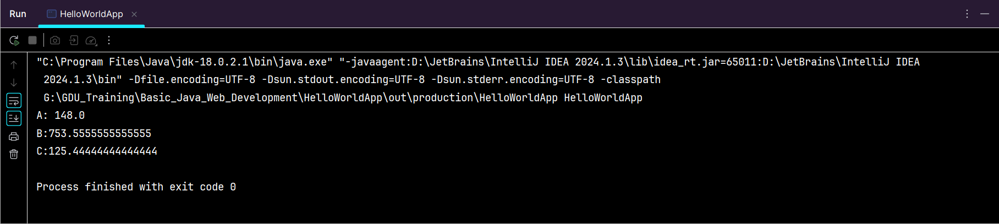 Run HelloWorldApp
"C:\Program Files\Java\jdk-18.0.2.1\bin\java.exe" "-javaagent:D:\JetBrains\IntelliJ IDEA 2024.1.3\lib\idea_rt.jar=65011:D:\JetBrains\IntelliJ IDEA
2024.1.3\bin" -Dfile.encoding=UTF-8 -Dsun.stdout.encoding=UTF-8 -Dsun.stderr.encoding=UTF-8 -classpath
G:\GDU_Training\Basic_Java_Web_Development\HelloWorldApp\out\production\HelloWorldApp HelloWorldApp
A: 148.0
B:753.5555555555555
C:125.44444444444444
Process finished with exit code 0